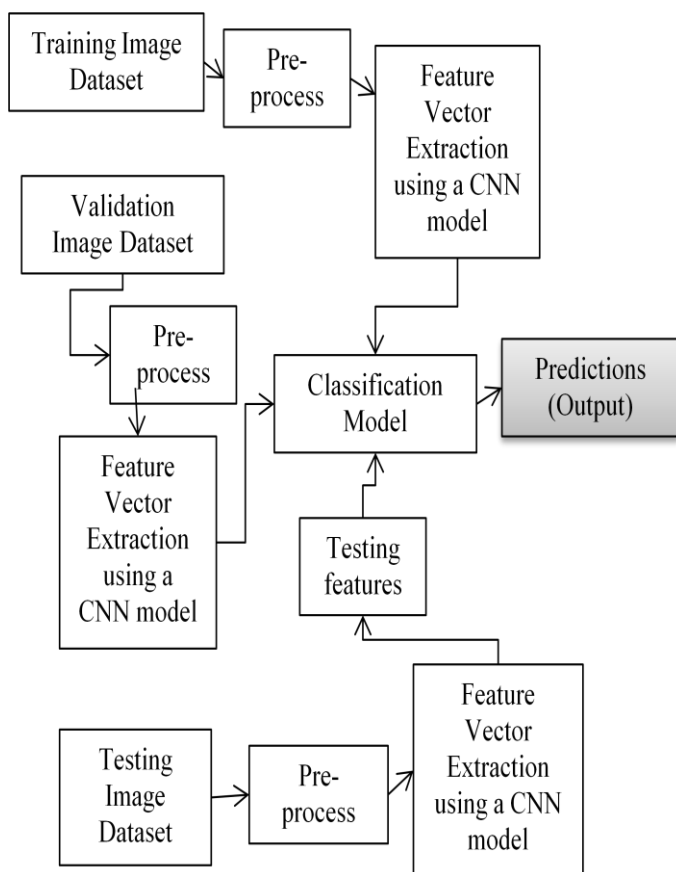 Training Image
Dataset
Pre-
process
Feature
Vector
Extraction
using a CNN
model
Validation
Image Dataset
Pre-
process
Feature
Vector
Extraction
using a
CNN model
Classification
Model
Predictions
(Output)
Testing
features
Testing
Image
Dataset
Pre-
process
Feature
Vector
Extraction
using a CNN
model